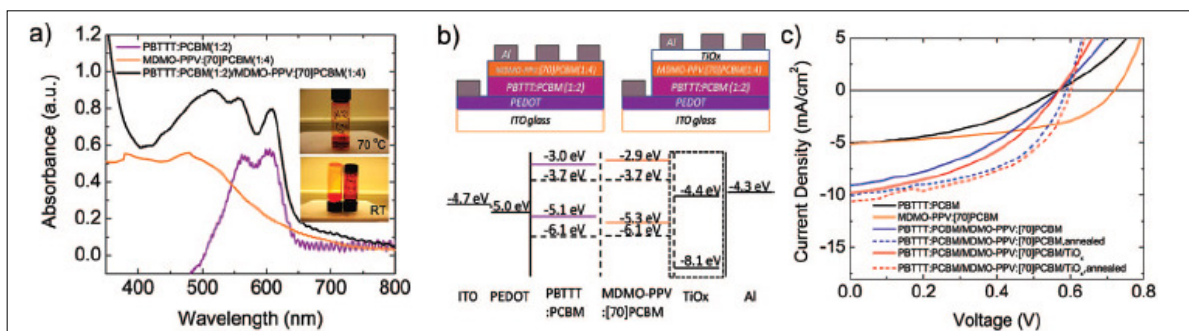 a)
PBTTT:PCBM(1:2)
MDMO-PPV:[70]PCBM(1:4)
PBTTT:PCBM(1:2)/MDMO-PPV:[70]PCBM(1:4)
Absorbance (a.u.)
1.2
1.0
0.8
0.6
0.4
0.2
0.0
70 °C
RT
400 500 600 700 800
Wavelength (nm)
b)
Al
MDMO-PPV:[70]PCBM(1:4)
PBTTT:PCBM(1:2)
PEDOT
ITO glass
Al
TiOx
MDMO-PPV:[70]PCBM(1:4)
PBTTT:PCBM(1:2)
PEDOT
ITO glass
-3.0 eV -2.9 eV
-3.7 eV -3.7 eV
-4.7 eV -5.0 eV -4.4 eV -4.3 eV
-5.1 eV -5.3 eV
-6.1 eV -6.1 eV
-8.1 eV
ITO PEDOT PBTTT MDMO-PPV TiOx Al
:PCBM :[70]PCBM
c)
Current Density (mA/cm²)
5
0
-5
-10
-15
PBTTT:PCBM
MDMO-PPV:[70]PCBM
PBTTT:PCBM/MDMO-PPV:[70]PCBM
PBTTT:PCBM/MDMO-PPV:[70]PCBM,annealed
PBTTT:PCBM/MDMO-PPV:[70]PCBM/TiOₓ
PBTTT:PCBM/MDMO-PPV:[70]PCBM/TiOₓ,annealed
0.0 0.2 0.4 0.6 0.8
Voltage (V)